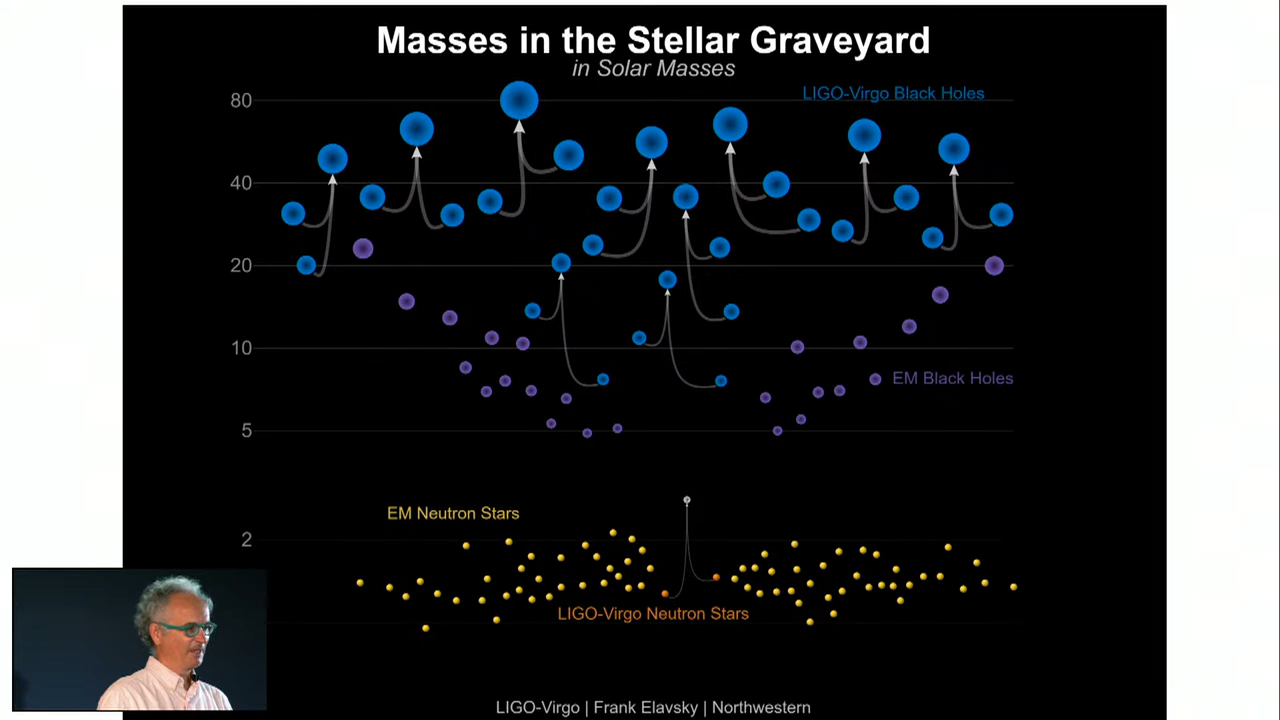 Masses in the Stellar Graveyard
in Solar Masses
80
LIGO-Virgo Black Holes
40
20
10
EM Black Holes
5
EM Neutron Stars
2
LIGO-Virgo Neutron Stars
LIGO-Virgo | Frank Elavsky | Northwestern